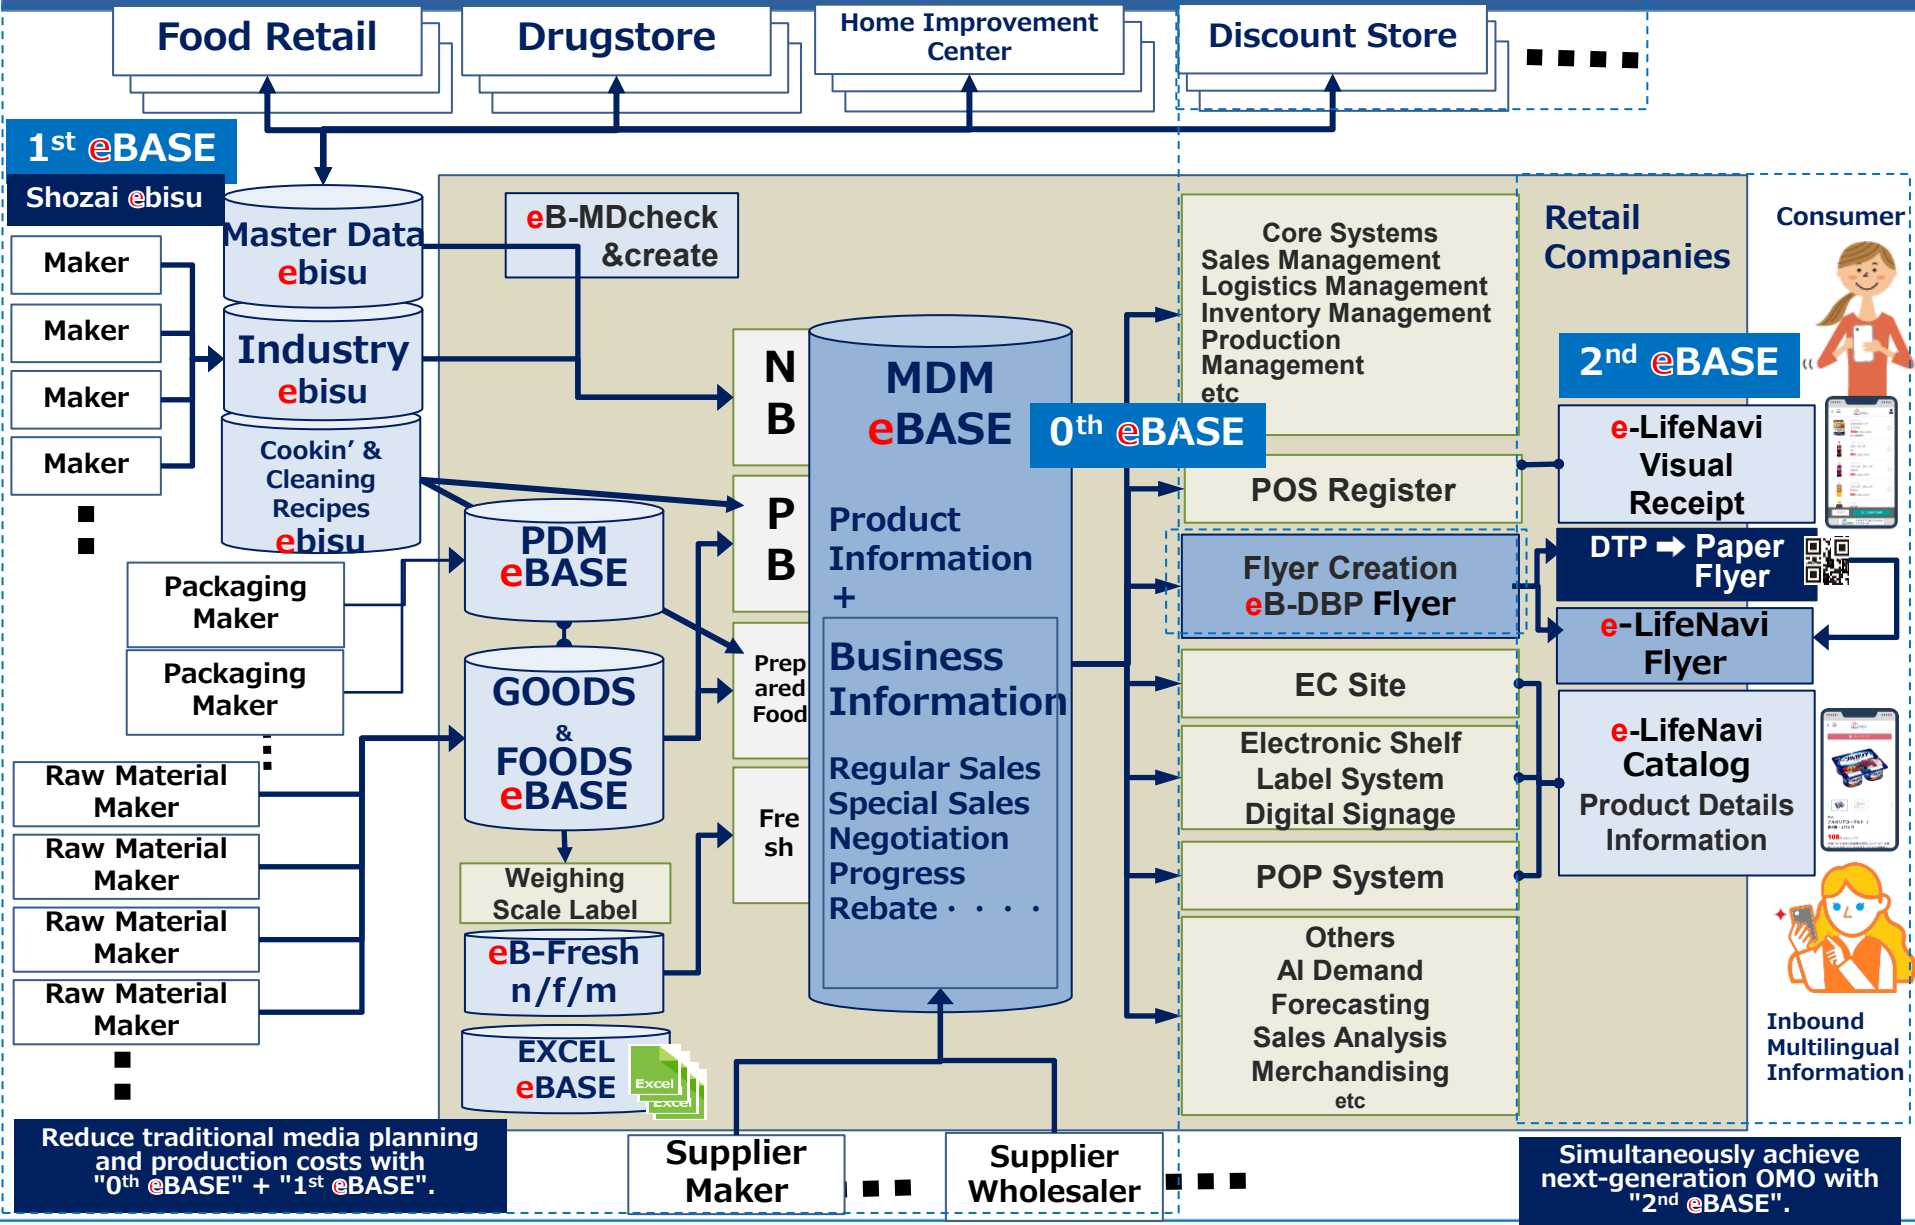 Food Retail
Drugstore
Home Improvement
Center
Discount Store
1st eBASE
Shozai ebisu
Maker
Maker
Maker
Maker
Master Data
ebisu
Industry
ebisu
Cookin’ &
Cleaning
Recipes
ebisu
Packaging
Maker
Packaging
Maker
Raw Material
Maker
Raw Material
Maker
Raw Material
Maker
Raw Material
Maker
eB-MDcheck
&create
PDM
eBASE
GOODS
&
FOODS
eBASE
Weighing
Scale Label
eB-Fresh
n/f/m
EXCEL
eBASE
Excel
Excel
N
B
P
B
Prep
ared
Food
Fre
sh
MDM
eBASE
Product
Information
+
Business
Information
Regular Sales
Special Sales
Negotiation
Progress
Rebate・・・・
0th eBASE
Core Systems
Sales Management
Logistics Management
Inventory Management
Production
Management
etc
POS Register
Flyer Creation
eB-DBP Flyer
EC Site
Electronic Shelf
Label System
Digital Signage
POP System
Others
AI Demand
Forecasting
Sales Analysis
Merchandising
etc
Retail
Companies
Consumer
2nd eBASE
e-LifeNavi
Visual
Receipt
DTP ➡ Paper
Flyer
e-LifeNavi
Flyer
e-LifeNavi
Catalog
Product Details
Information
Inbound
Multilingual
Information
Supplier
Maker
Supplier
Wholesaler
Reduce traditional media planning
and production costs with
"0th eBASE" + "1st eBASE".
Simultaneously achieve
next-generation OMO with
"2nd eBASE".